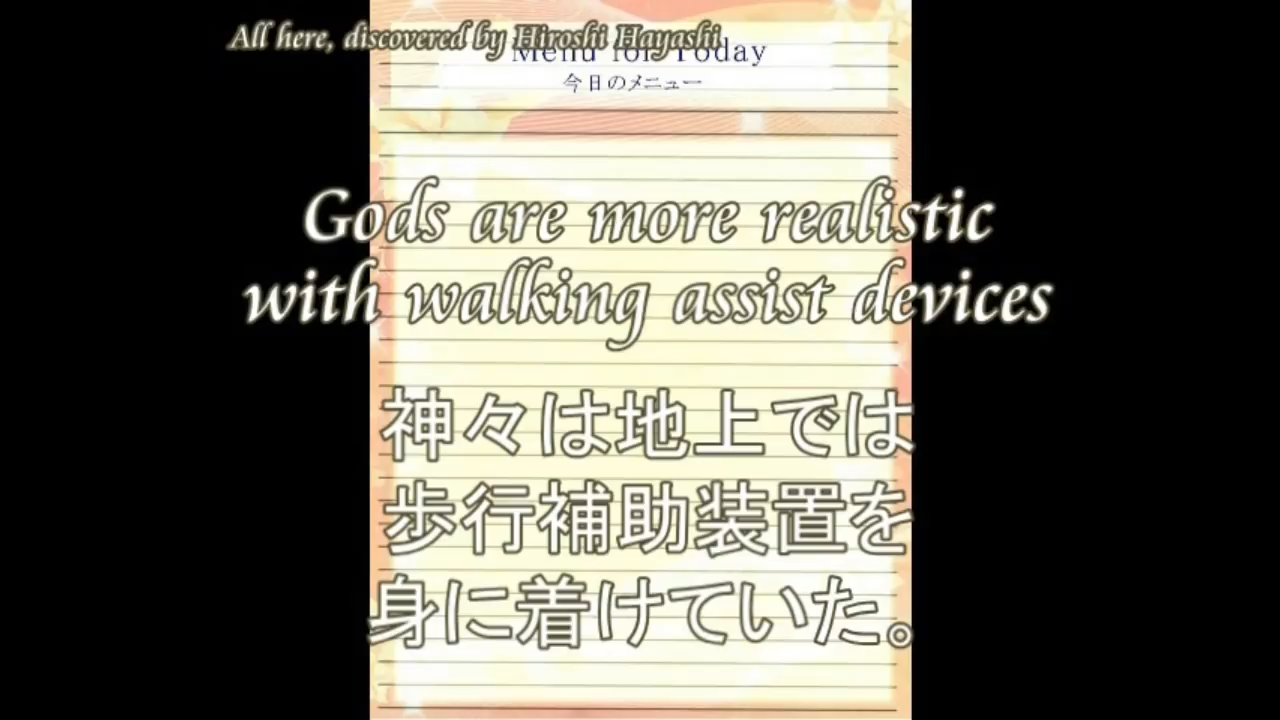 All here, discovered by Hiroshi Hayashi
Menu for Today
今日のメニュー
Gods are more realistic
with walking assist devices
神々は地上では
歩行補助装置を
身に着けていた。